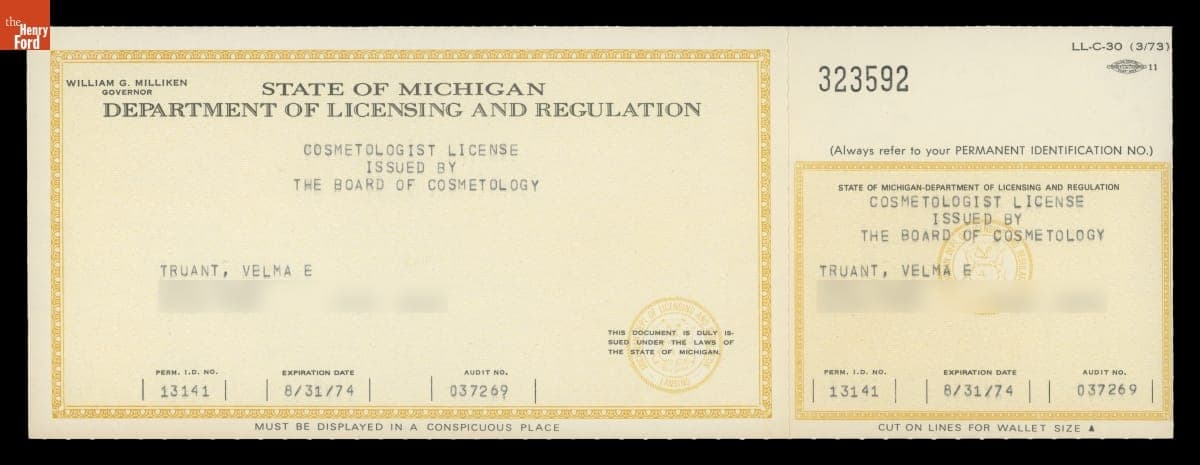 the
Henry
Ford
WILLIAM G. MILLIKEN
GOVERNOR
STATE OF MICHIGAN
DEPARTMENT OF LICENSING AND REGULATION
COSMETOLOGIST LICENSE
ISSUED BY
THE BOARD OF COSMETOLOGY
TRUANT, VELMA E
THIS DOCUMENT IS DULY IS-
SUED UNDER THE LAWS OF
THE STATE OF MICHIGAN.
PERM. I.D. NO. EXPIRATION DATE AUDIT NO.
13141 8/31/74 037269
MUST BE DISPLAYED IN A CONSPICUOUS PLACE
LL-C-30 (3/73)
11
323592
(Always refer to your PERMANENT IDENTIFICATION NO.)
STATE OF MICHIGAN-DEPARTMENT OF LICENSING AND REGULATION
COSMETOLOGIST LICENSE
ISSUED BY
THE BOARD OF COSMETOLOGY
TRUANT, VELMA E
PERM. I.D. NO. EXPIRATION DATE AUDIT NO.
13141 8/31/74 037269
CUT ON LINES FOR WALLET SIZE ▲